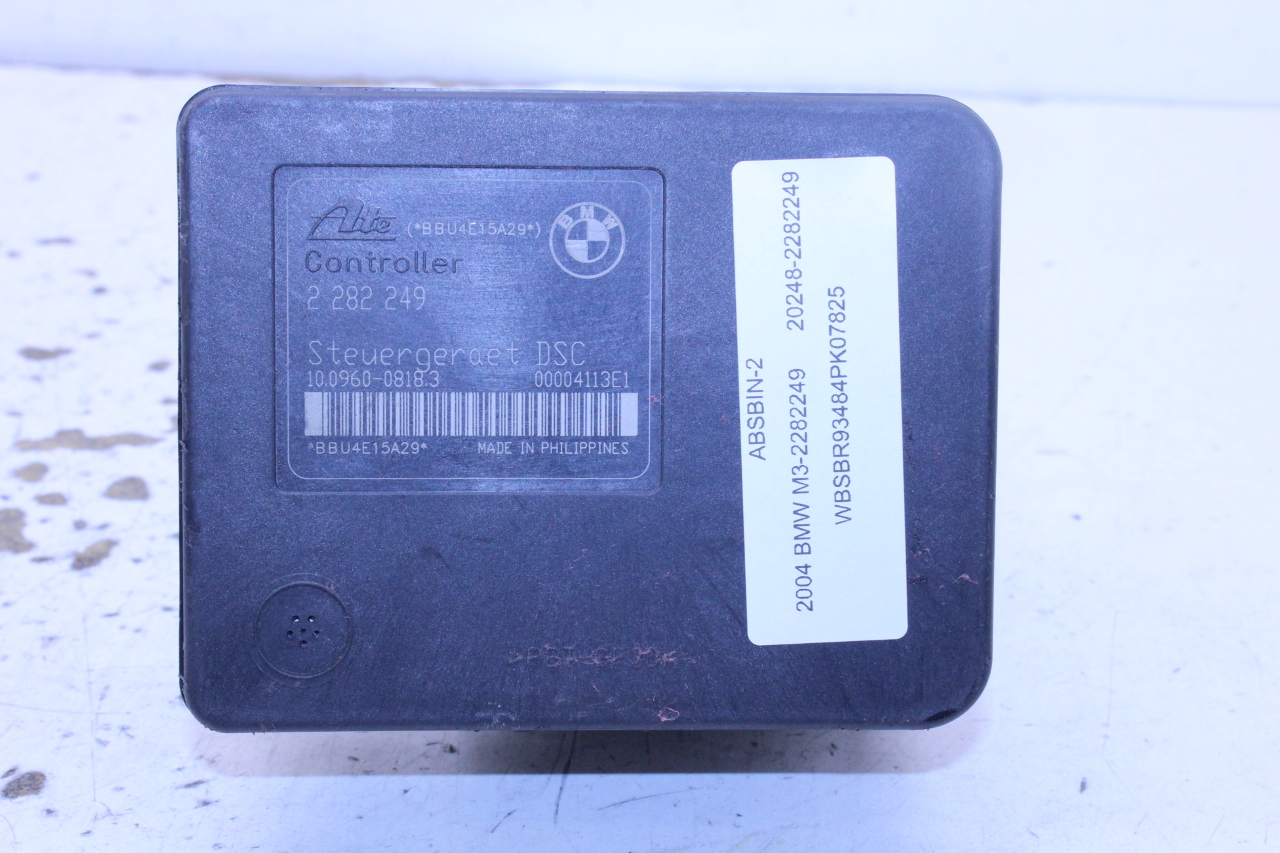 Ate (*BBU4E15A29*)
BMW
Controller
2 282 249
Steuergeraet DSC
10.0960-0818.3 00004113E1
*BBU4E15A29* MADE IN PHILIPPINES
ABSBIN-2
2004 BMW M3-2282249 20248-2282249
WBSBR93484PK07825